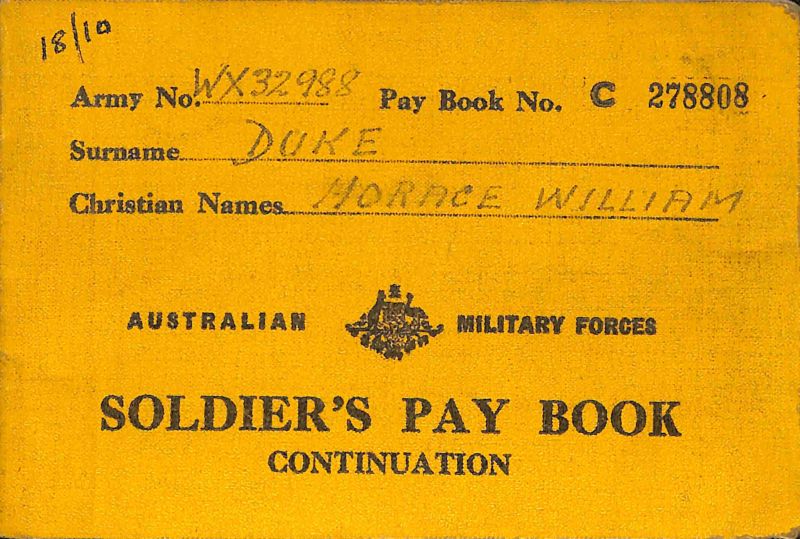 18/10
Army No. WX32988 Pay Book No. C 278808
Surname DUKE
Christian Names HORACE WILLIAM
AUSTRALIAN MILITARY FORCES
SOLDIER'S PAY BOOK
CONTINUATION